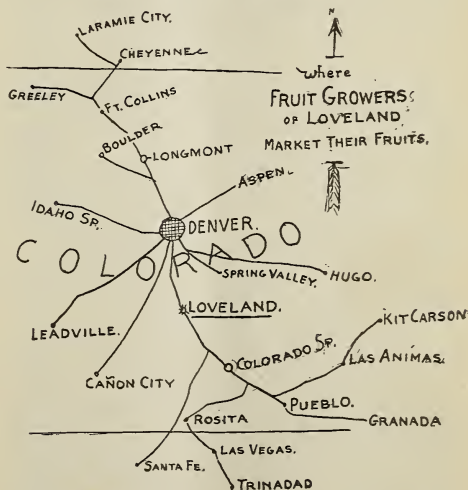 LARAMIE CITY.
CHEYENNE
GREELEY
FT. COLLINS
BOULDER
LONGMONT
N
where
FRUIT GROWERS
OF LOVELAND
MARKET THEIR FRUITS.
ASPEN.
IDAHO SP.
DENVER.
COLORADO
SPRING VALLEY.
HUGO.
LOVELAND.
LEADVILLE.
KIT CARSON
COLORADO SP.
LAS ANIMAS.
CAÑON CITY
PUEBLO.
ROSITA
GRANADA
LAS VEGAS.
SANTA FE.
TRINADAD